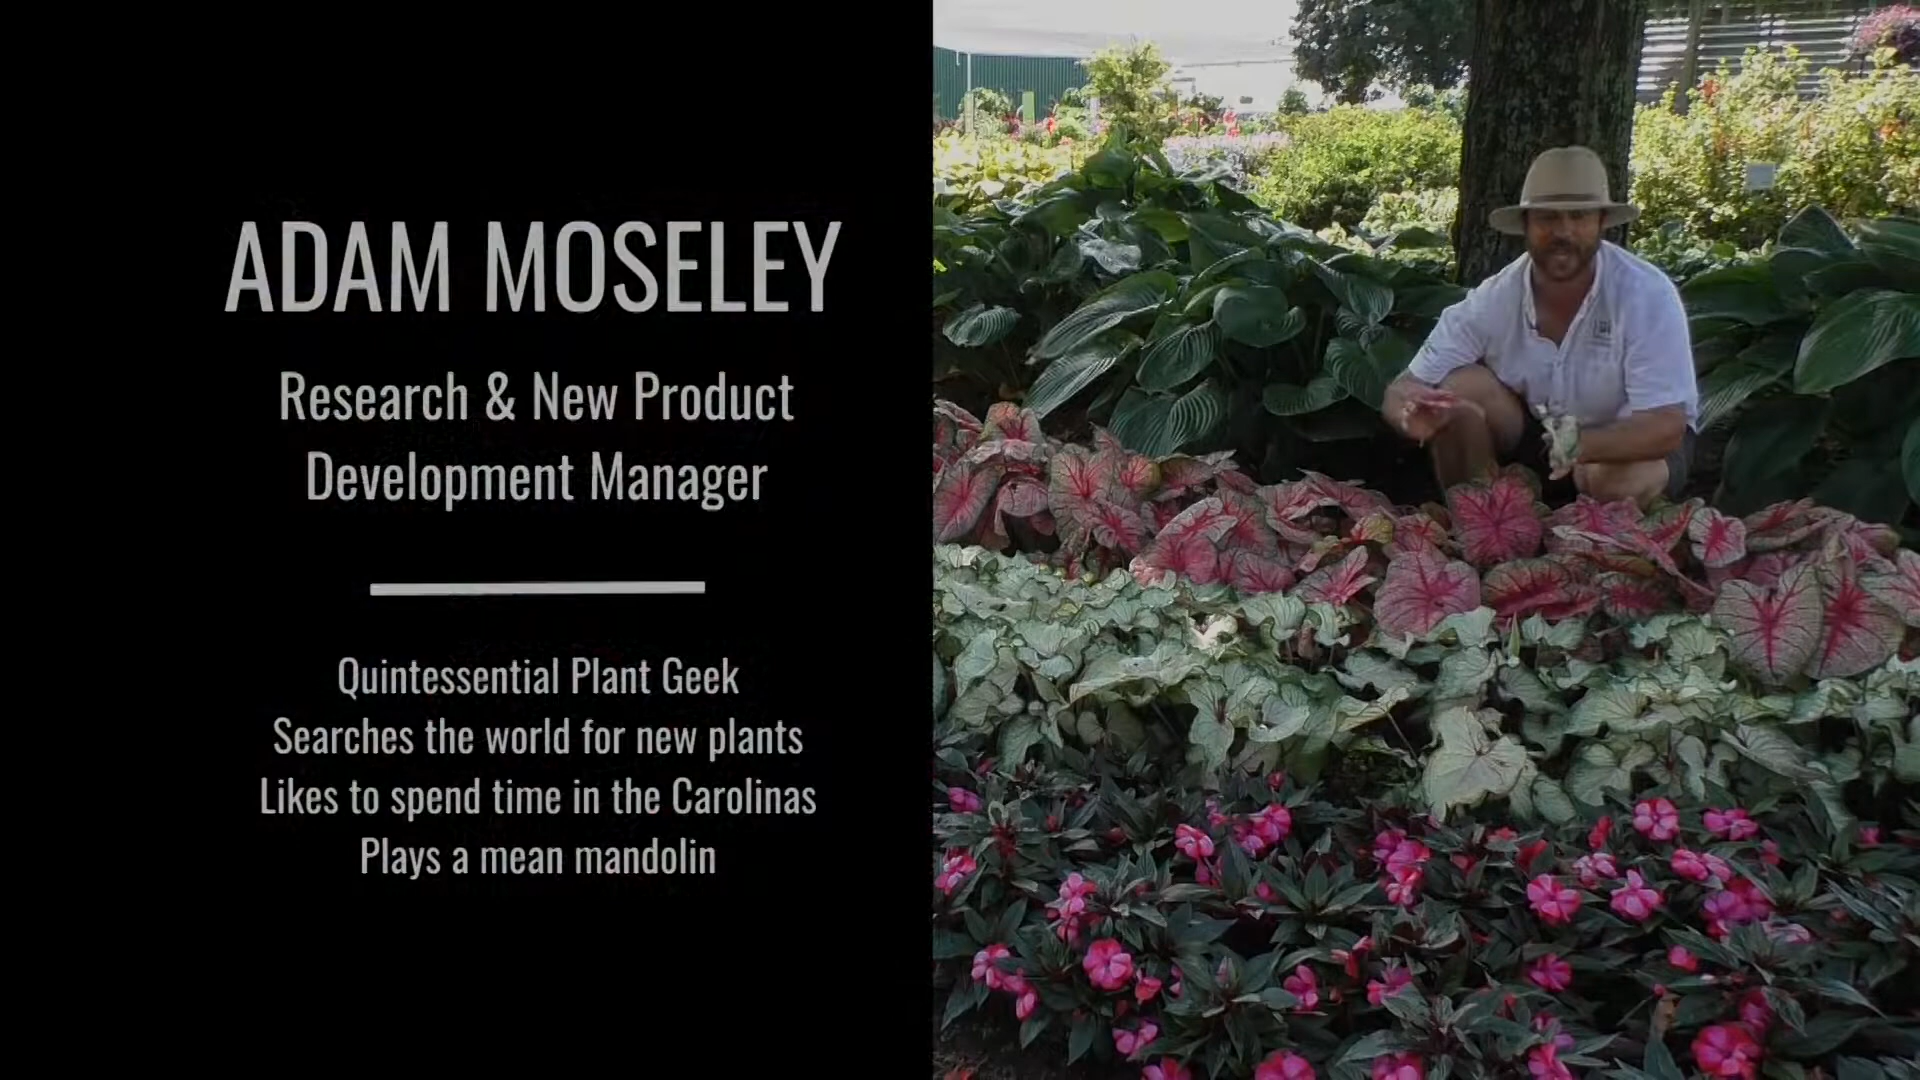 ADAM MOSELEY
Research & New Product
Development Manager
Quintessential Plant Geek
Searches the world for new plants
Likes to spend time in the Carolinas
Plays a mean mandolin